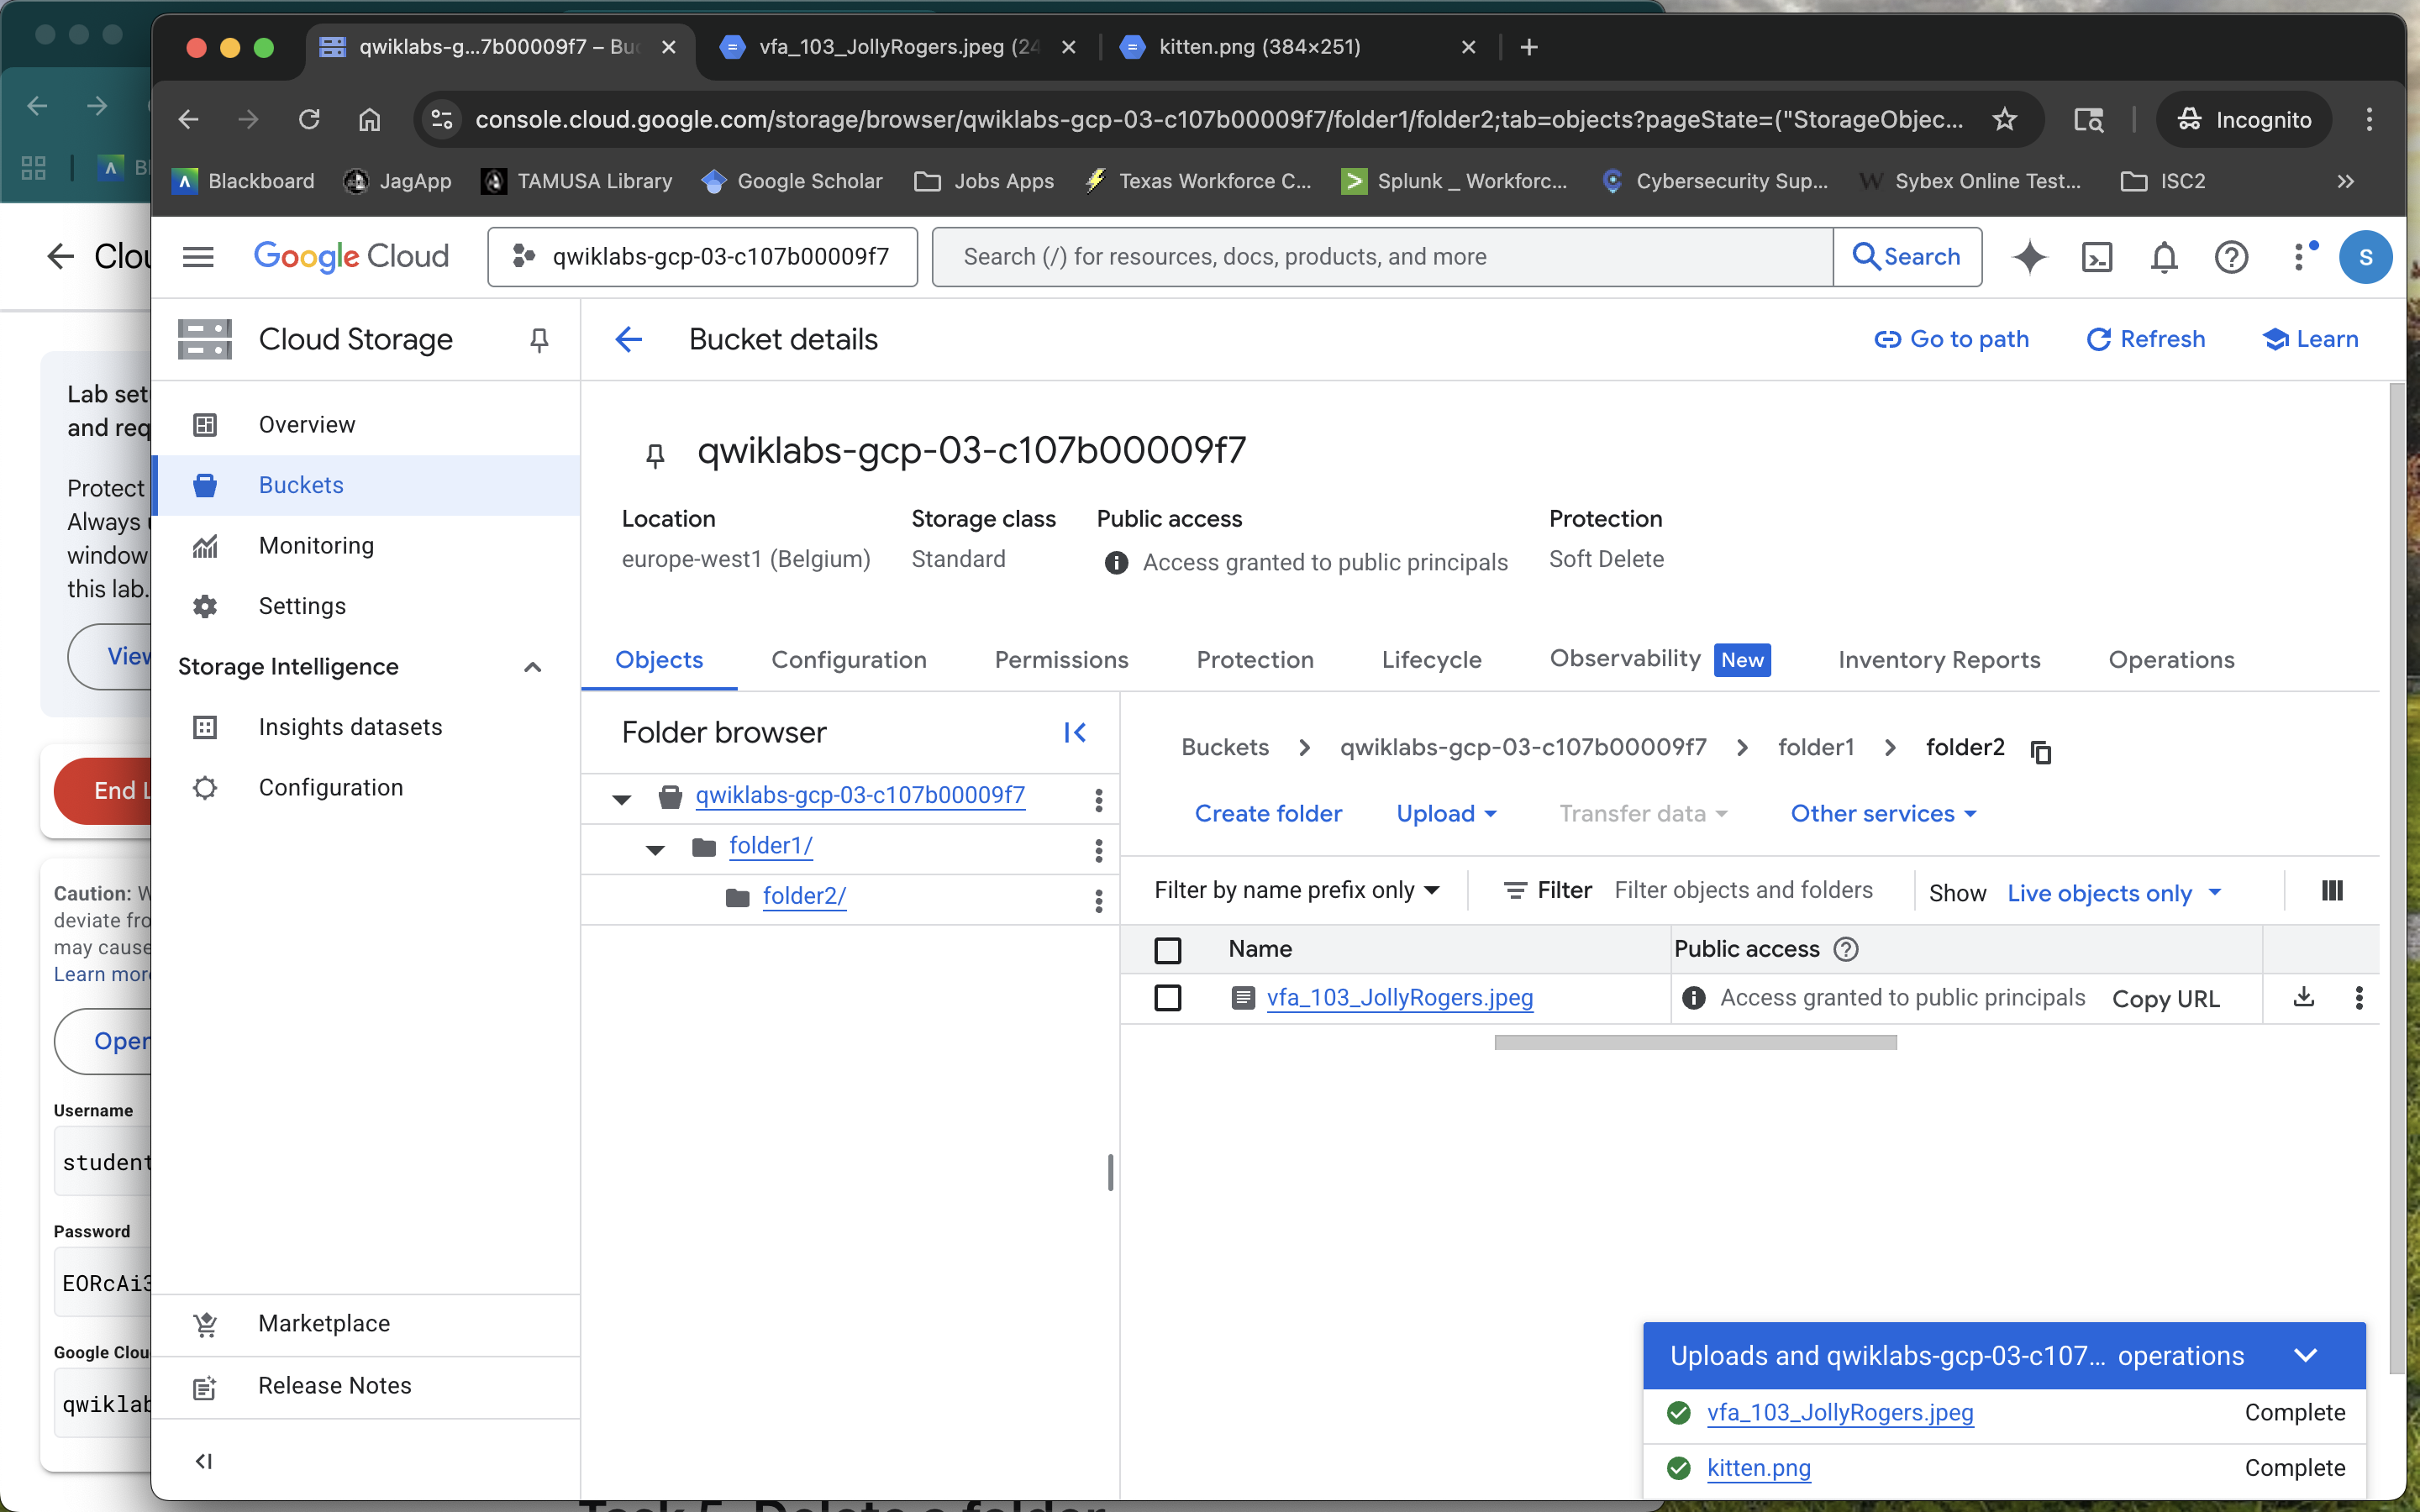 qwiklabs-g...7b00009f7 – Bu
vfa_103_JollyRogers.jpeg (24
kitten.png (384×251)
console.cloud.google.com/storage/browser/qwiklabs-gcp-03-c107b00009f7/folder1/folder2;tab=objects?pageState=("StorageObjec...
Incognito
Blackboard
JagApp
TAMUSA Library
Google Scholar
Jobs Apps
Texas Workforce C...
Splunk _ Workforc...
Cybersecurity Sup...
Sybex Online Test...
ISC2
Google Cloud
qwiklabs-gcp-03-c107b00009f7
Search (/) for resources, docs, products, and more
Search
S
Cloud Storage
Bucket details
Go to path
Refresh
Learn
Overview
Buckets
Monitoring
Settings
Storage Intelligence
Insights datasets
Configuration
Marketplace
Release Notes
qwiklabs-gcp-03-c107b00009f7
Location
europe-west1 (Belgium)
Storage class
Standard
Public access
Access granted to public principals
Protection
Soft Delete
Objects
Configuration
Permissions
Protection
Lifecycle
Observability
New
Inventory Reports
Operations
Folder browser
qwiklabs-gcp-03-c107b00009f7
folder1/
folder2/
Buckets > qwiklabs-gcp-03-c107b00009f7 > folder1 > folder2
Create folder
Upload
Transfer data
Other services
Filter by name prefix only
Filter
Filter objects and folders
Show
Live objects only
Name
Public access
vfa_103_JollyRogers.jpeg
Access granted to public principals
Copy URL
Uploads and qwiklabs-gcp-03-c107... operations
vfa_103_JollyRogers.jpeg
Complete
kitten.png
Complete
Clou
Lab set
and req
Protect
Always
window
this lab.
View
End L
Caution: W
deviate fro
may cause
Learn more
Open
Username
student
Password
EORcAi3
Google Clou
qwiklab
Task 5. Delete a folder